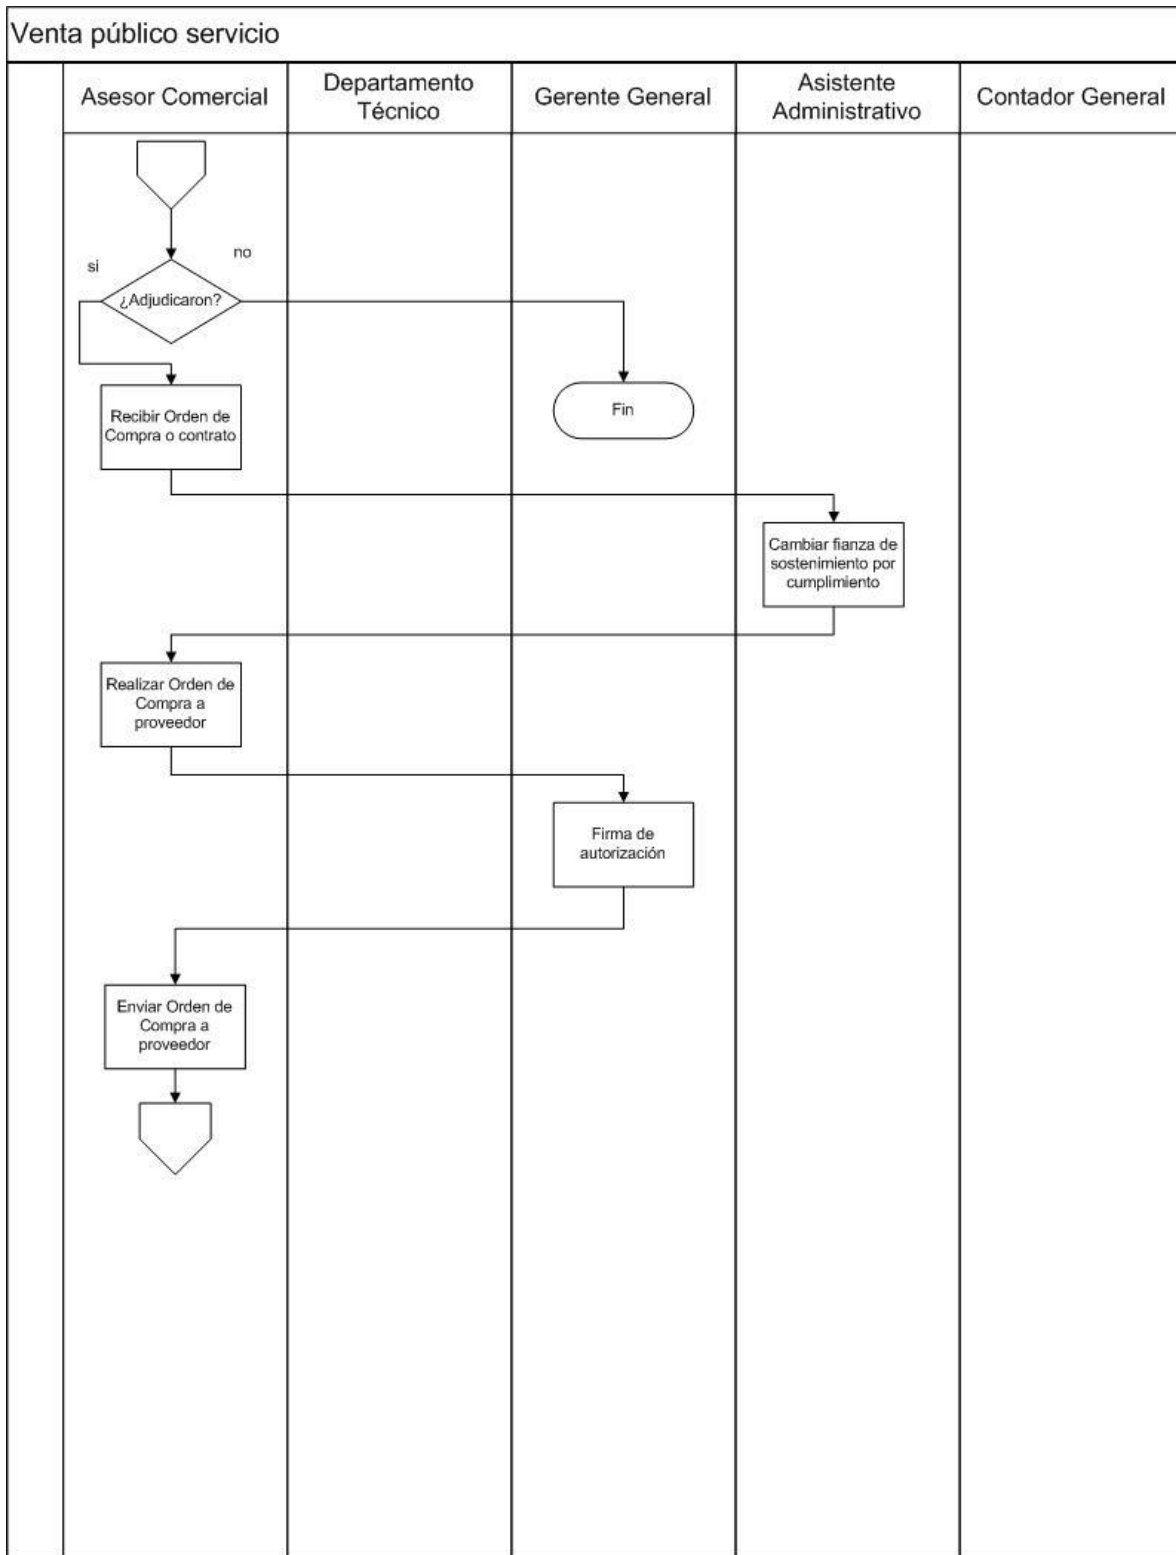 Venta público servicio
Asesor Comercial
Departamento
Técnico
Gerente General
Asistente
Administrativo
Contador General
si
no
¿Adjudicaron?
Recibir Orden de
Compra o contrato
Fin
Cambiar fianza de
sostenimiento por
cumplimiento
Realizar Orden de
Compra a
proveedor
Firma de
autorización
Enviar Orden de
Compra a
proveedor